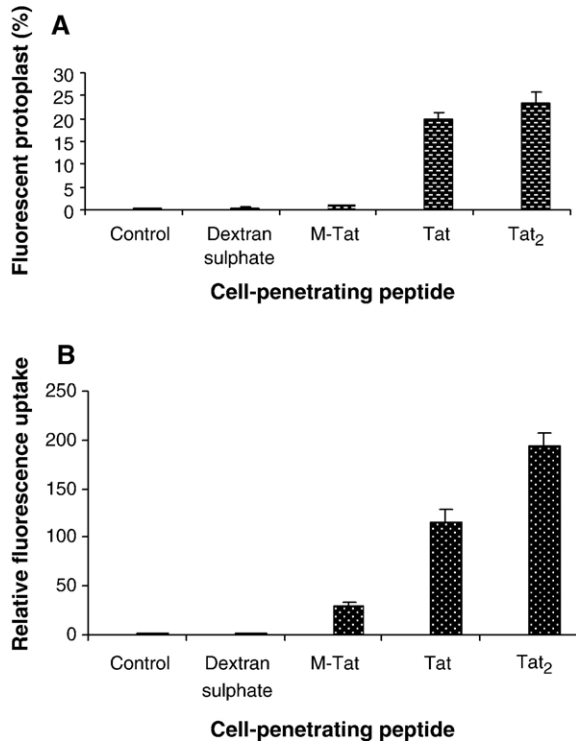 A
Fluorescent protoplast (%)
30
25
20
15
10
5
0
Control Dextran sulphate M-Tat Tat Tat2
Cell-penetrating peptide
B
Relative fluorescence uptake
250
200
150
100
50
0
Control Dextran sulphate M-Tat Tat Tat2
Cell-penetrating peptide